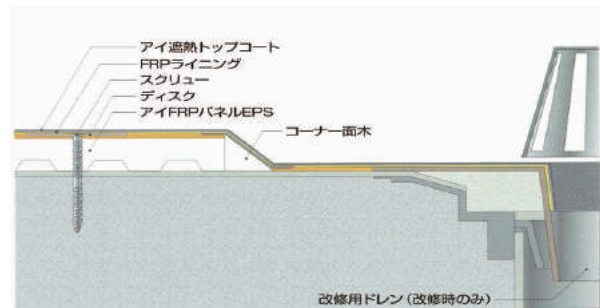 アイ遮熱トップコート
FRPライニング
スクリュー
ディスク
アイFRPパネルEPS
コーナー面木
改修用ドレン(改修時のみ)